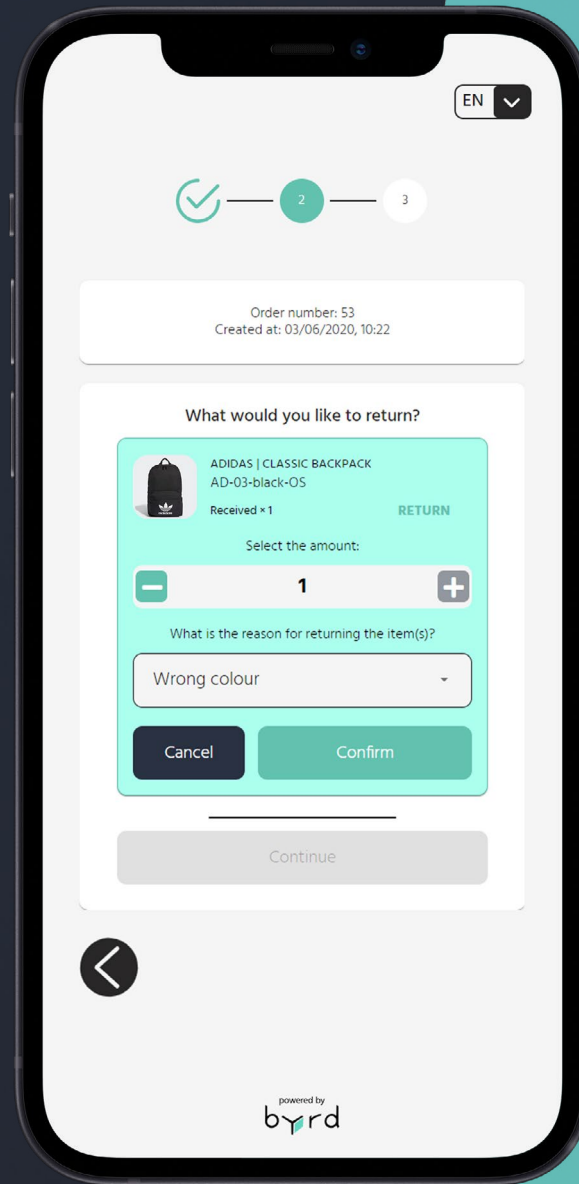 EN
2
3
Order number: 53
Created at: 03/06/2020, 10:22
What would you like to return?
ADIDAS | CLASSIC BACKPACK
AD-03-black-OS
Received × 1
RETURN
Select the amount:
1
What is the reason for returning the item(s)?
Wrong colour
Cancel
Confirm
Continue
powered by
byrd